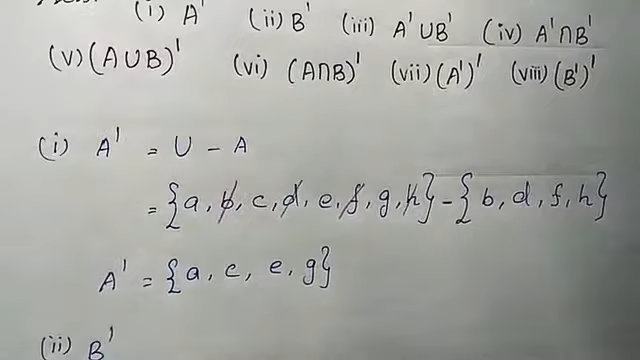 (i) A' (ii) B' (iii) A'∪B' (iv) A'∩B'
(v) (A∪B)' (vi) (A∩B)' (vii) (A')' (viii) (B')'
(i) A' = U - A
= {a, b, c, d, e, f, g, h} - {b, d, f, h}
A' = {a, c, e, g}
(ii) B'